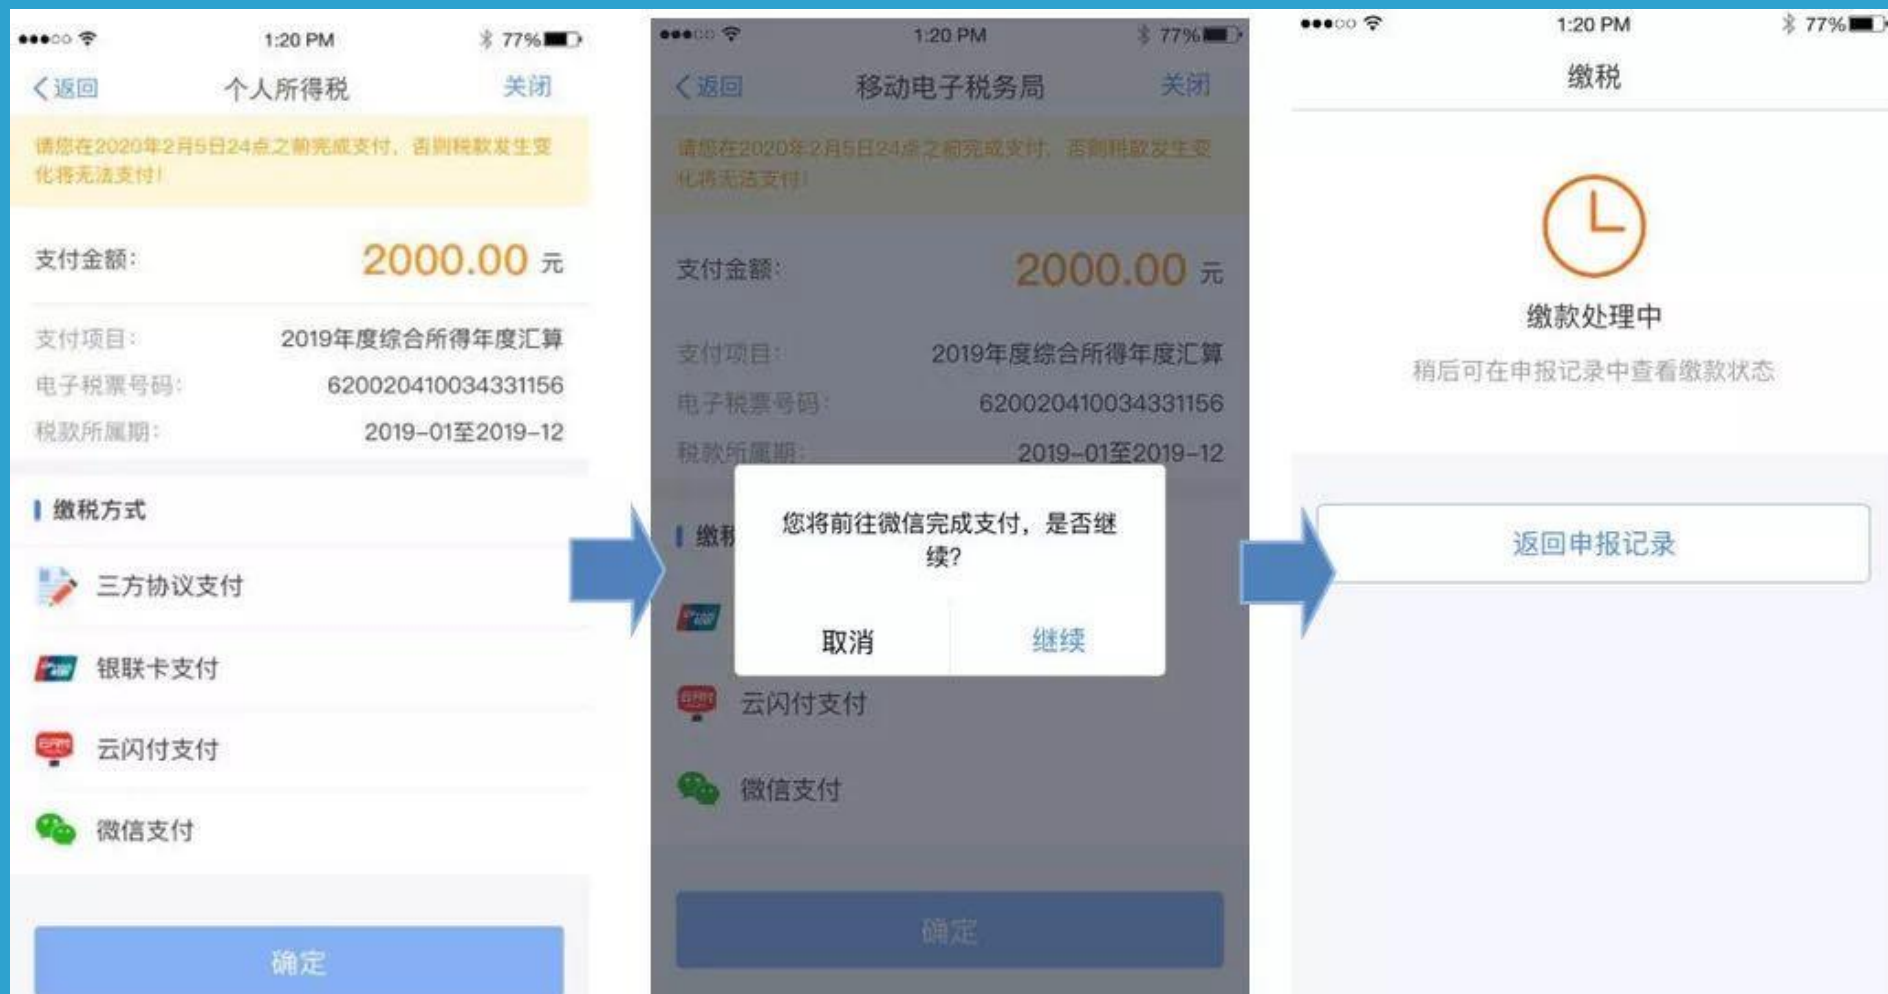 1:20 PM
77%
返回
个人所得税
关闭
请您在2020年2月5日24点之前完成支付，否则税款发生变
化将无法支付！
支付金额：
2000.00 元
支付项目：
2019年度综合所得年度汇算
电子税票号码：
620020410034331156
税款所属期：
2019-01至2019-12
缴税方式
三方协议支付
银联卡支付
云闪付支付
微信支付
确定
1:20 PM
77%
返回
移动电子税务局
关闭
请您在2020年2月5日24点之前完成支付，否则税款发生变
化将无法支付！
支付金额：
2000.00 元
支付项目：
2019年度综合所得年度汇算
电子税票号码：
620020410034331156
税款所属期：
2019-01至2019-12
缴税
您将前往微信完成支付，是否继
续？
取消
继续
云闪付支付
微信支付
确定
1:20 PM
77%
缴税
缴款处理中
稍后可在申报记录中查看缴款状态
返回申报记录